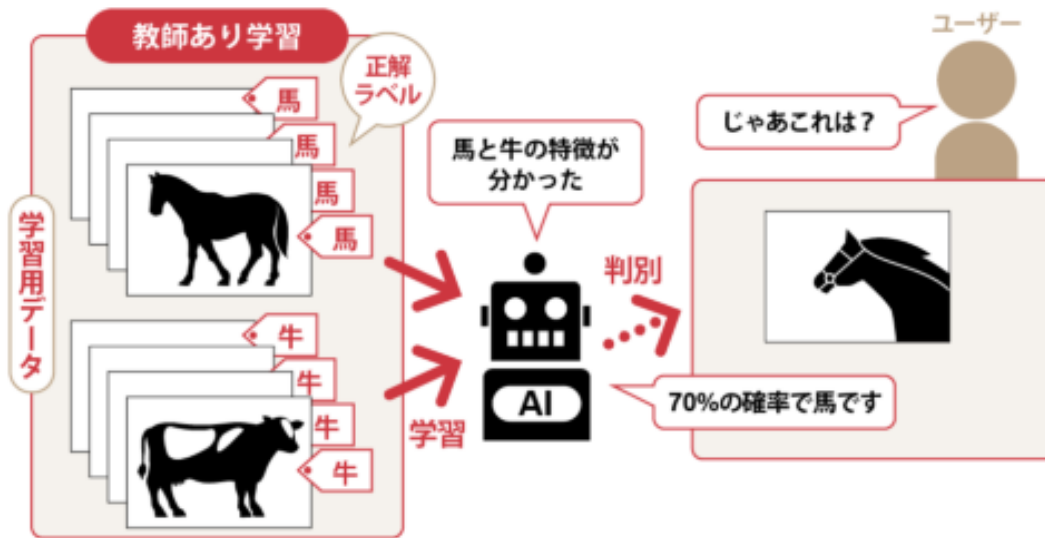 教師あり学習
正解
ラベル
馬
馬
馬
馬
学習用データ
牛
牛
牛
牛
学習
馬と牛の特徴が
分かった
AI
判別
ユーザー
じゃあこれは？
70%の確率で馬です